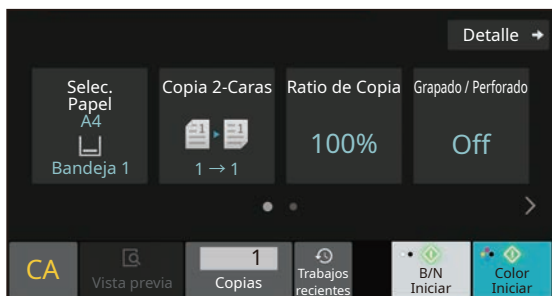 Detalle
Selec.
Papel
A4
Bandeja 1
Copia 2-Caras
1 → 1
Ratio de Copia
100%
Grapado / Perforado
Off
CA
Vista previa
1
Copias
Trabajos
recientes
B/N
Iniciar
Color
Iniciar